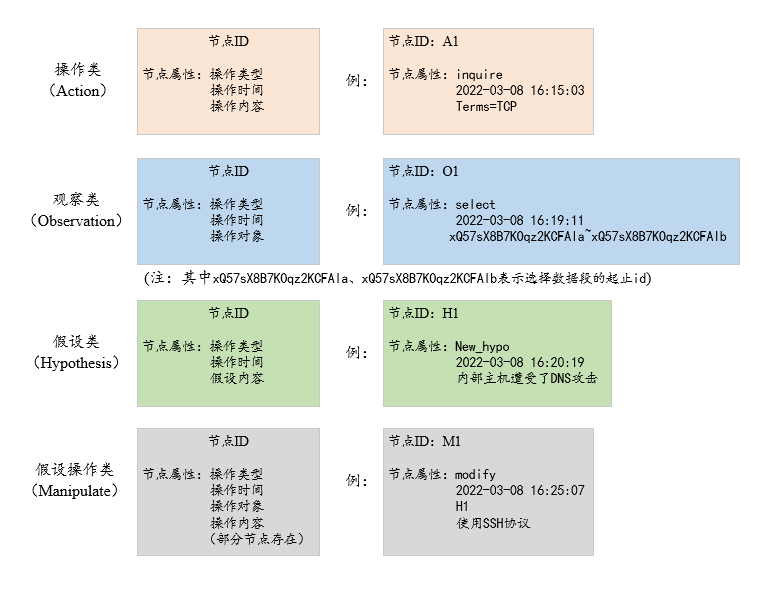 操作类
（Action）
节点ID
节点属性：操作类型
操作时间
操作内容
例：
节点ID：A1
节点属性：inquire
2022-03-08 16:15:03
Terms=TCP
观察类
（Observation）
节点ID
节点属性：操作类型
操作时间
操作对象
例：
节点ID：O1
节点属性：select
2022-03-08 16:19:11
xQ57sX8B7KOqz2KCFAla~xQ57sX8B7KOqz2KCFAlb
(注：其中xQ57sX8B7KOqz2KCFAla、xQ57sX8B7KOqz2KCFAlb表示选择数据段的起止id)
假设类
（Hypothesis）
节点ID
节点属性：操作类型
操作时间
假设内容
例：
节点ID：H1
节点属性：New_hypo
2022-03-08 16:20:19
内部主机遭受了DNS攻击
假设操作类
（Manipulate）
节点ID
节点属性：操作类型
操作时间
操作对象
操作内容
（部分节点存在）
例：
节点ID：M1
节点属性：modify
2022-03-08 16:25:07
H1
使用SSH协议